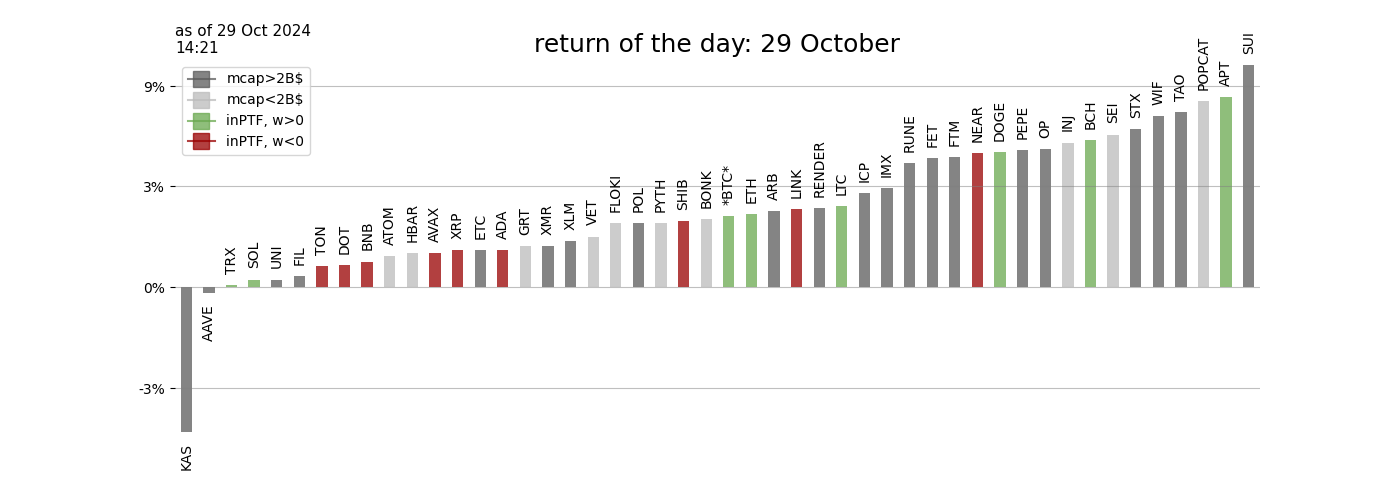 as of 29 Oct 2024
14:21
return of the day: 29 October
mcap>2B$
mcap<2B$
inPTF, w>0
inPTF, w<0
9%
3%
0%
-3%
KAS
AAVE
TRX
SOL
UNI
FIL
TON
DOT
BNB
ATOM
HBAR
AVAX
XRP
ETC
ADA
GRT
XMR
XLM
VET
FLOKI
POL
PYTH
SHIB
BONK
*BTC*
ETH
ARB
LINK
RENDER
LTC
ICP
IMX
RUNE
FET
FTM
NEAR
DOGE
PEPE
OP
INJ
BCH
SEI
STX
WIF
TAO
POPCAT
APT
SUI